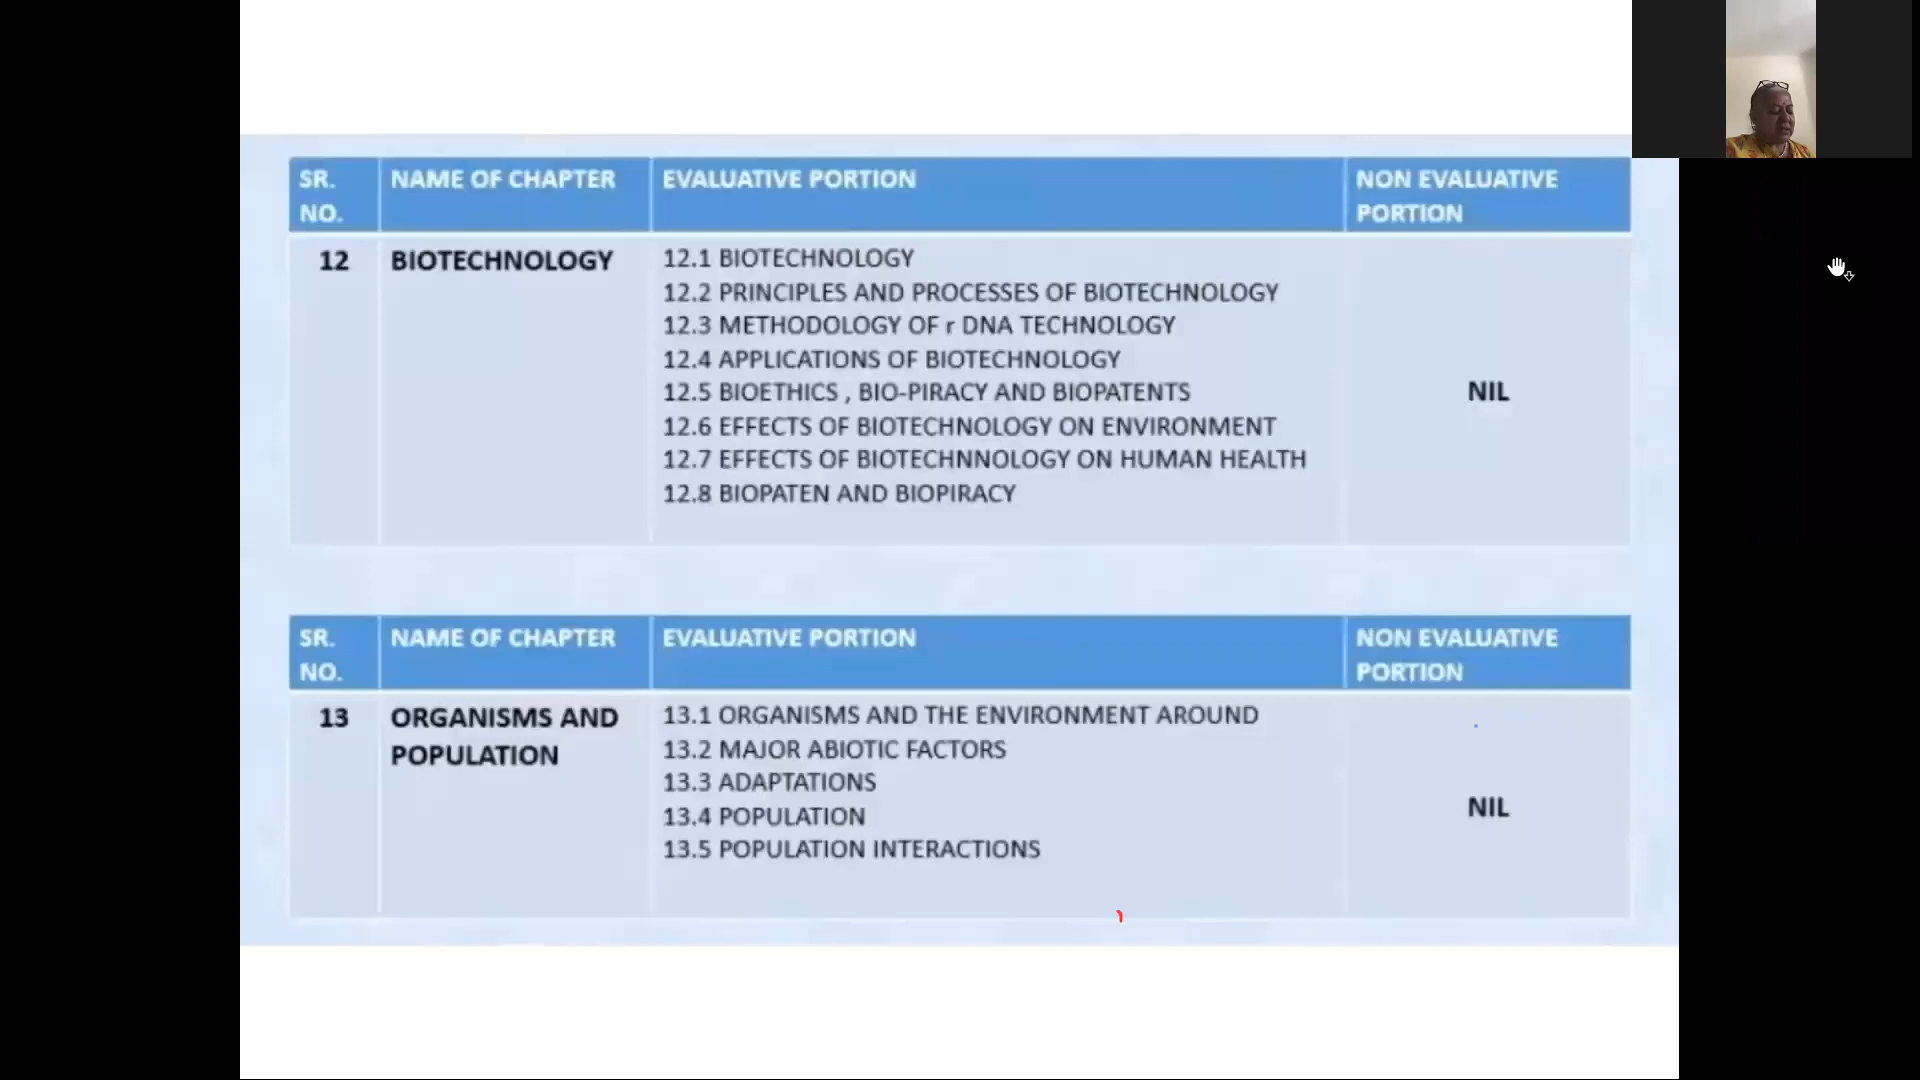 SR. NO. NAME OF CHAPTER EVALUATIVE PORTION NON EVALUATIVE PORTION
12 BIOTECHNOLOGY 12.1 BIOTECHNOLOGY
12.2 PRINCIPLES AND PROCESSES OF BIOTECHNOLOGY
12.3 METHODOLOGY OF r DNA TECHNOLOGY
12.4 APPLICATIONS OF BIOTECHNOLOGY
12.5 BIOETHICS , BIO-PIRACY AND BIOPATENTS
12.6 EFFECTS OF BIOTECHNOLOGY ON ENVIRONMENT
12.7 EFFECTS OF BIOTECHNNOLOGY ON HUMAN HEALTH
12.8 BIOPATEN AND BIOPIRACY
NIL
SR. NO. NAME OF CHAPTER EVALUATIVE PORTION NON EVALUATIVE PORTION
13 ORGANISMS AND POPULATION
13.1 ORGANISMS AND THE ENVIRONMENT AROUND
13.2 MAJOR ABIOTIC FACTORS
13.3 ADAPTATIONS
13.4 POPULATION
13.5 POPULATION INTERACTIONS
NIL